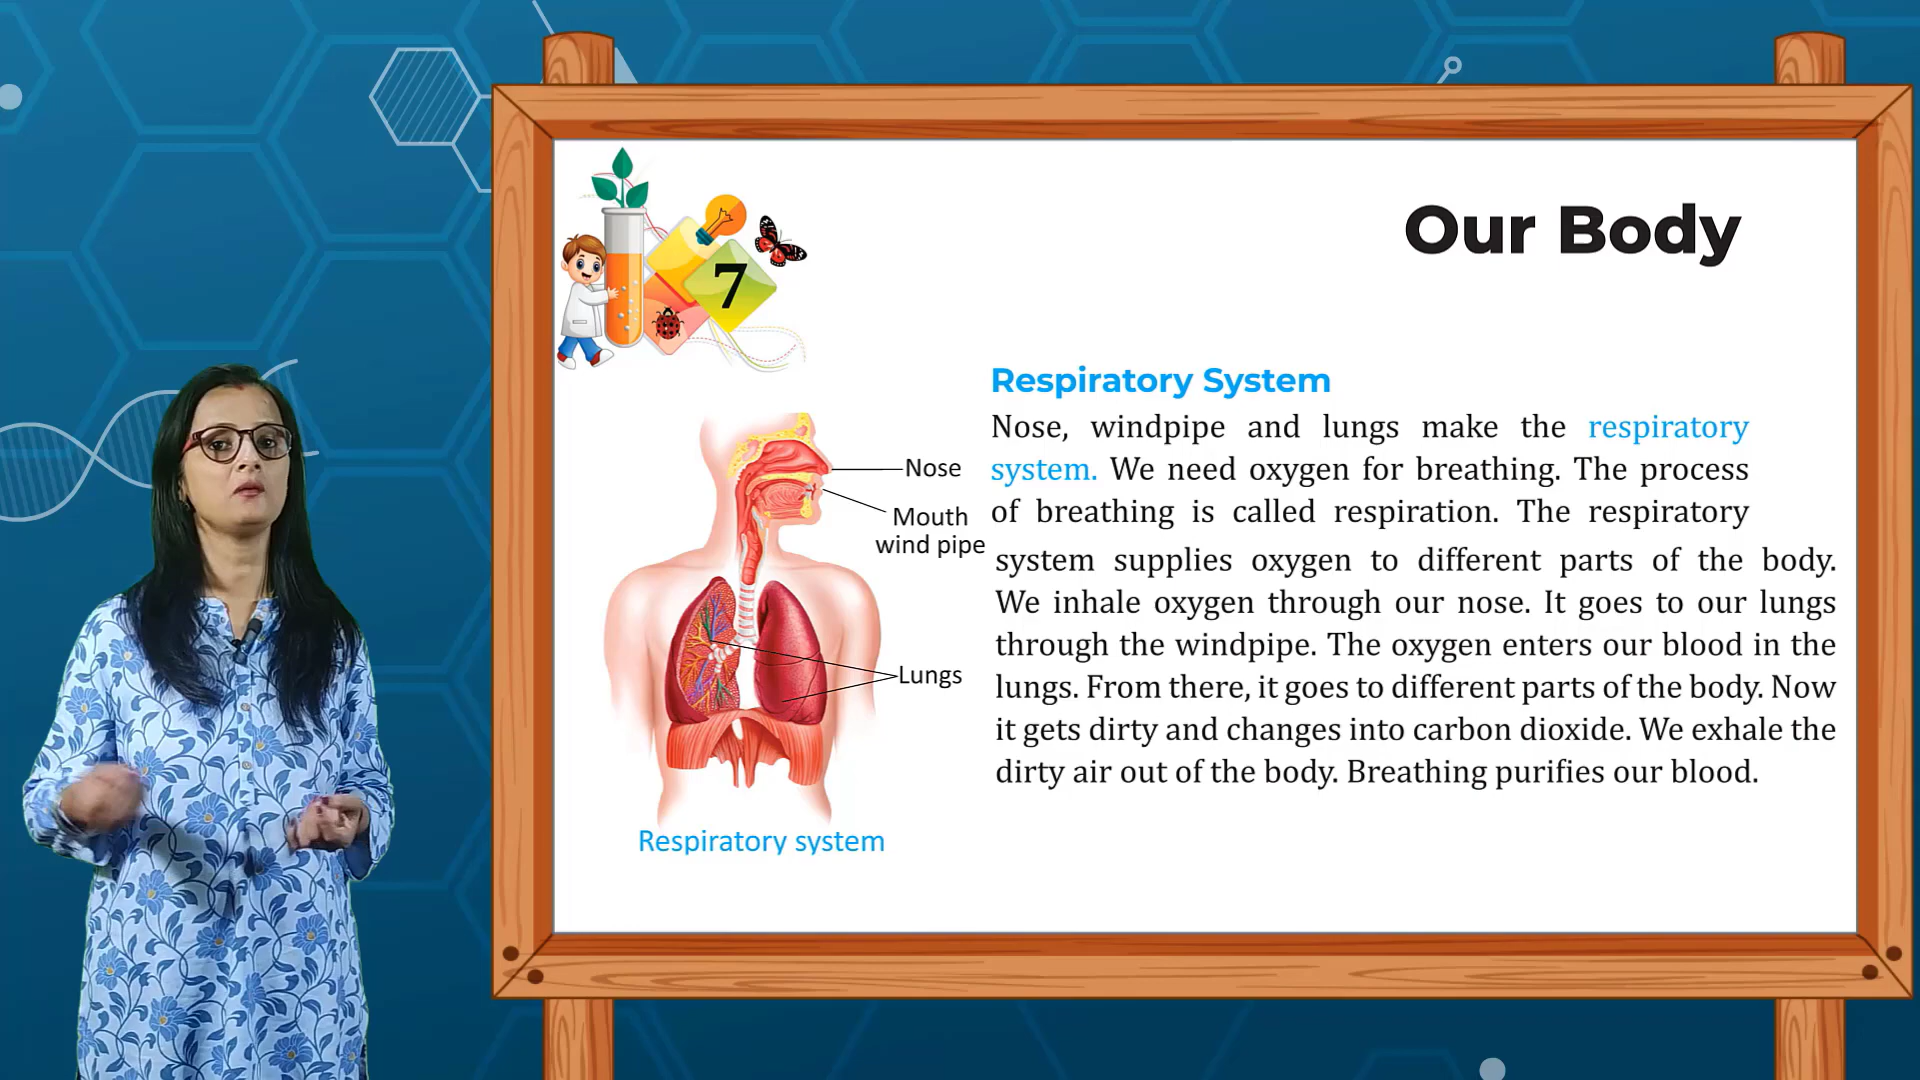 7
Our Body
Respiratory System
Nose, windpipe and lungs make the respiratory
system. We need oxygen for breathing. The process
of breathing is called respiration. The respiratory
system supplies oxygen to different parts of the body.
We inhale oxygen through our nose. It goes to our lungs
through the windpipe. The oxygen enters our blood in the
lungs. From there, it goes to different parts of the body. Now
it gets dirty and changes into carbon dioxide. We exhale the
dirty air out of the body. Breathing purifies our blood.
Nose
Mouth
wind pipe
Lungs
Respiratory system